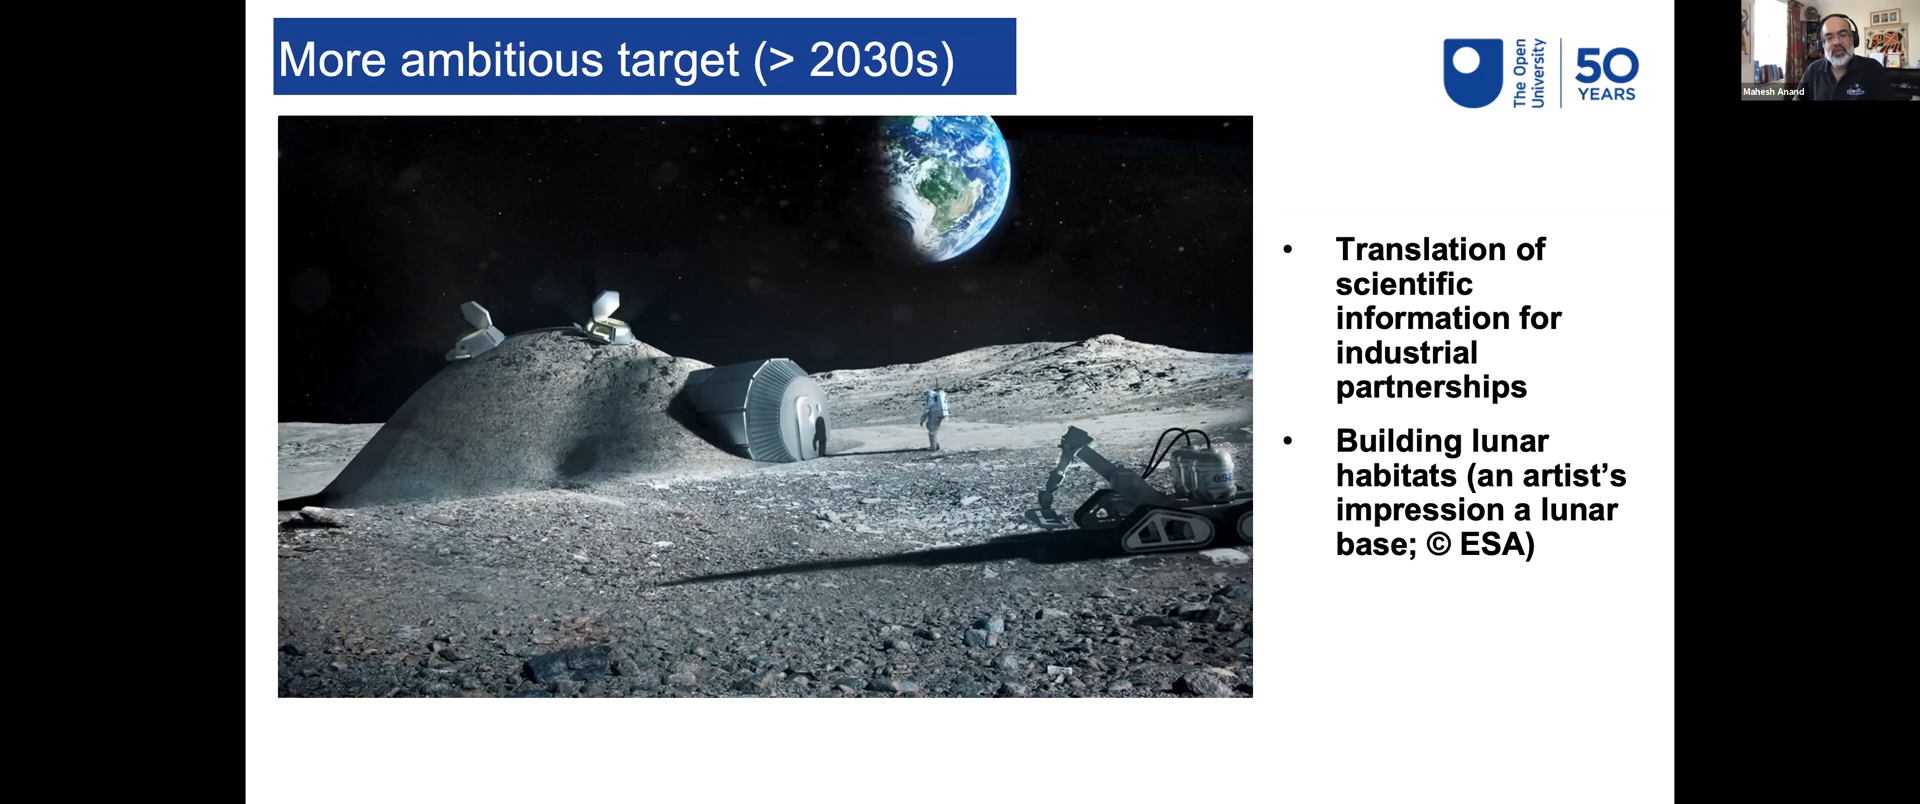 More ambitious target (> 2030s)
The Open
University
50
YEARS
Mahesh Anand
• Translation of
scientific
information for
industrial
partnerships
• Building lunar
habitats (an artist's
impression a lunar
base; © ESA)
esa